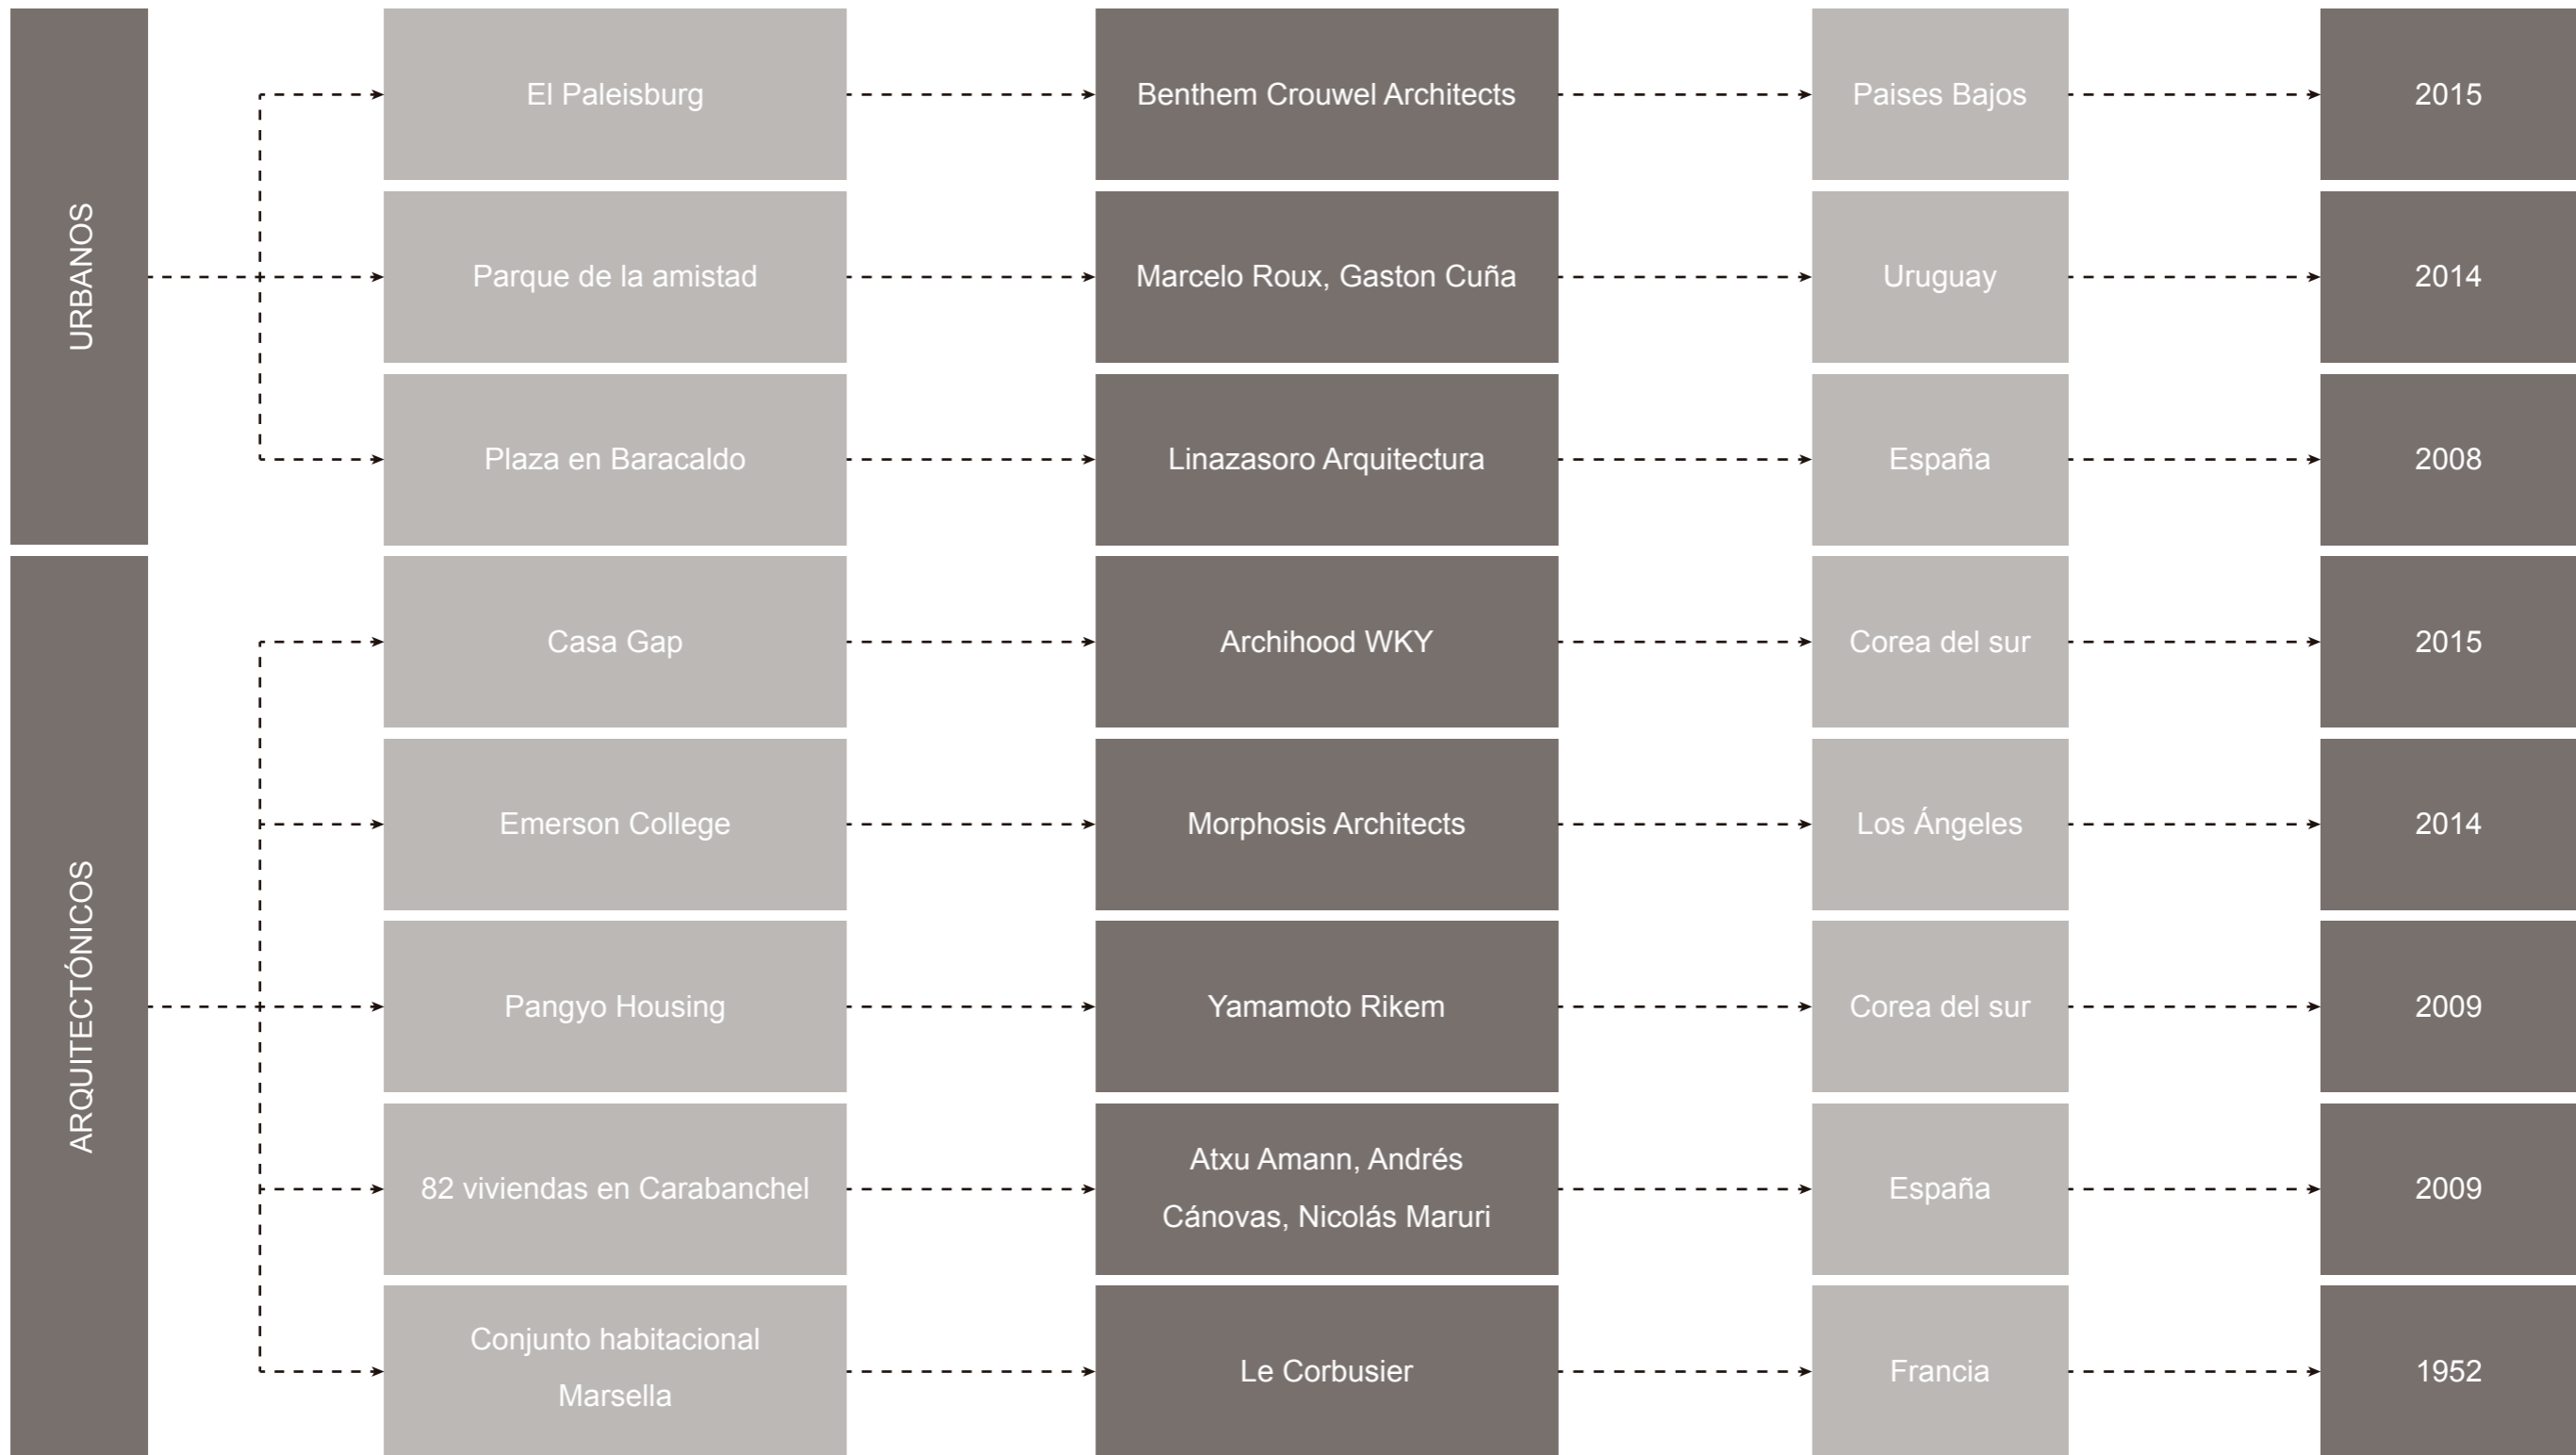 URBANOS
El Paleisburg
Benthem Crouwel Architects
Paises Bajos
2015
Parque de la amistad
Marcelo Roux, Gaston Cuña
Uruguay
2014
Plaza en Baracaldo
Linazasoro Arquitectura
España
2008
ARQUITECTÓNICOS
Casa Gap
Archihood WKY
Corea del sur
2015
Emerson College
Morphosis Architects
Los Ángeles
2014
Pangyo Housing
Yamamoto Rikem
Corea del sur
2009
82 viviendas en Carabanchel
Atxu Amann, Andrés
Cánovas, Nicolás Maruri
España
2009
Conjunto habitacional
Marsella
Le Corbusier
Francia
1952